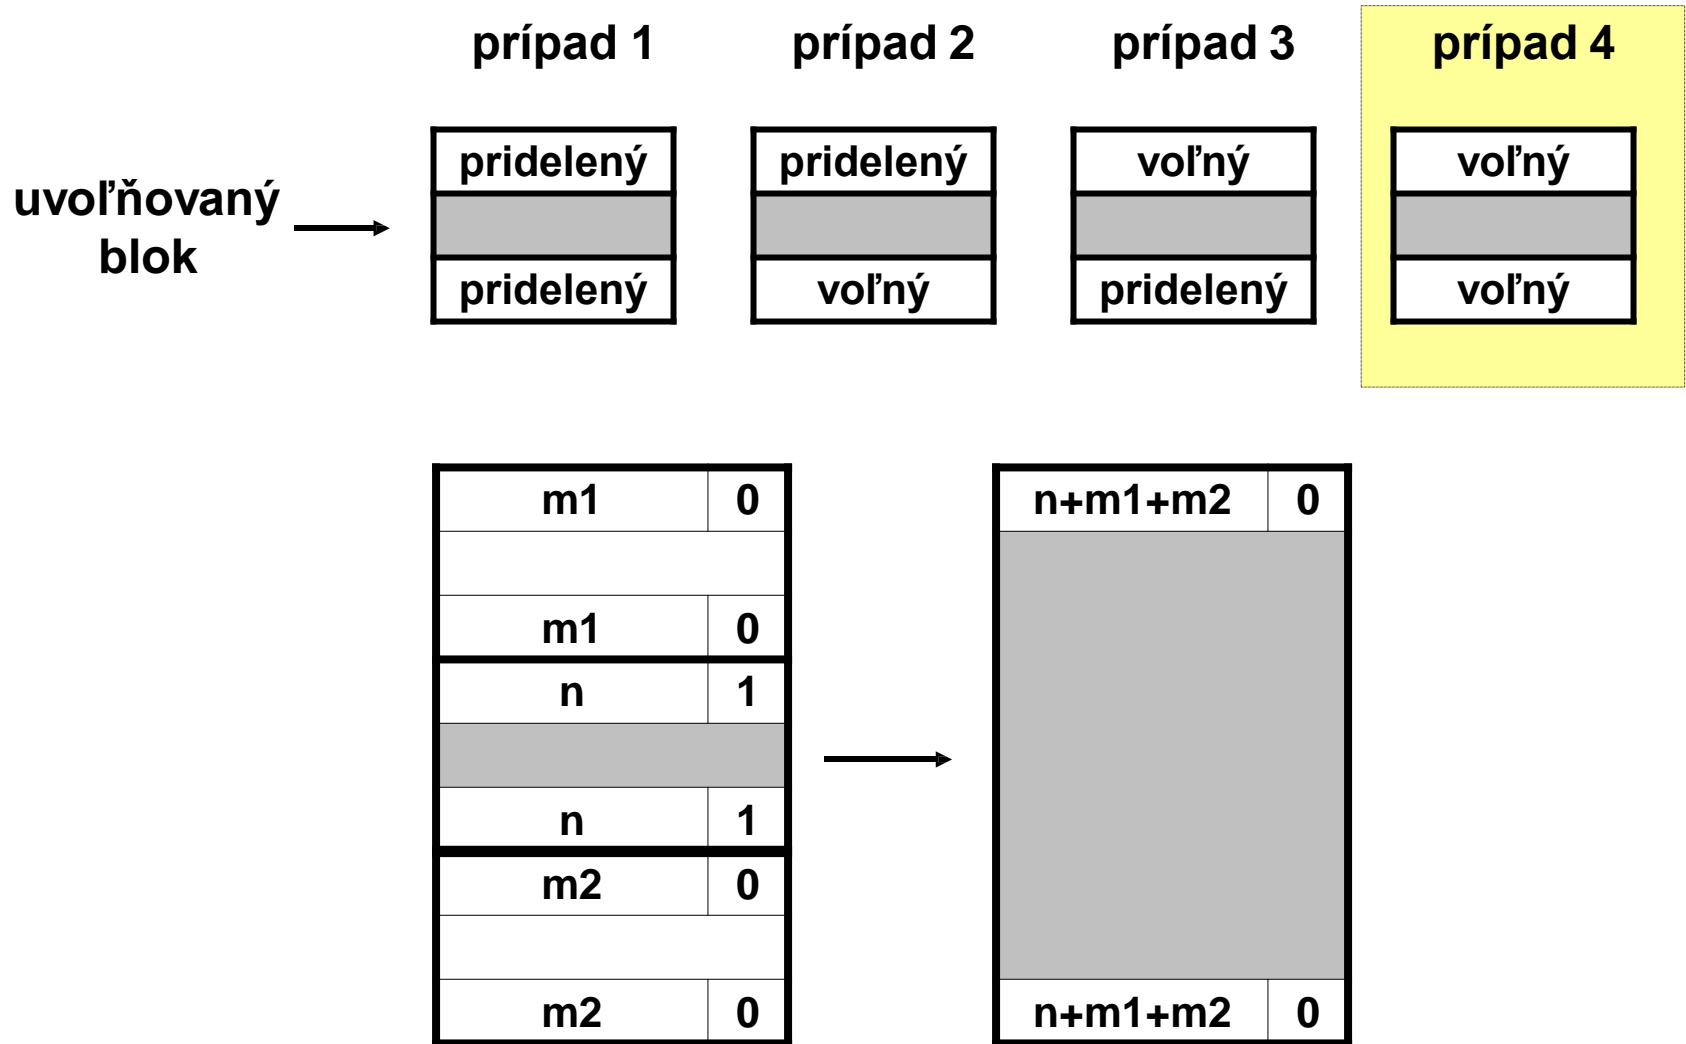 prípad 1 prípad 2 prípad 3 prípad 4
pridelený pridelený voľný voľný
uvoľňovaný
blok
pridelený voľný pridelený voľný
m1 0 n+m1+m2 0
m1 0
n 1
n 1
m2 0
m2 0 n+m1+m2 0